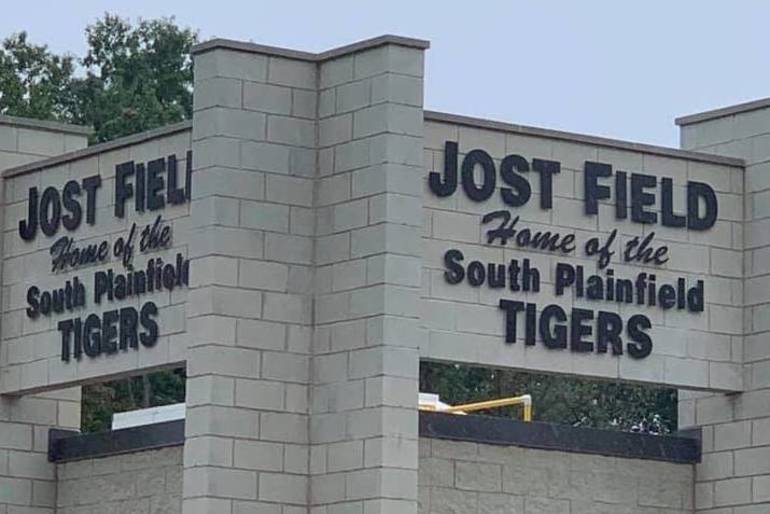 JOST FIEL
Home of the
South Plainfield
TIGERS
JOST FIELD
Home of the
South Plainfield
TIGERS